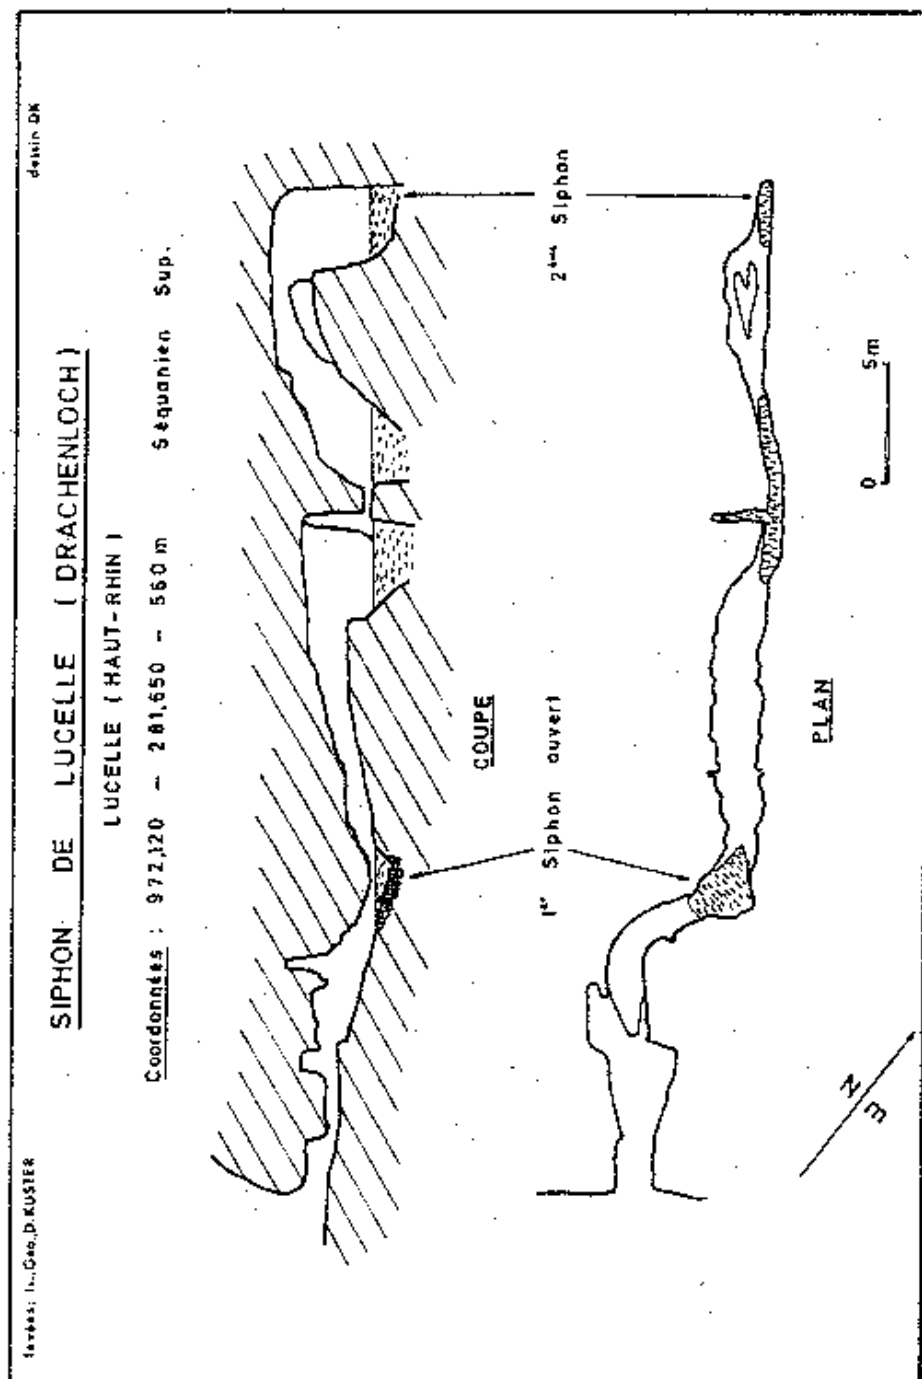 SIPHON DE LUCELLE (DRACHENLOCH)
LUCELLE (HAUT-RHIN)
Coordonnées : 972,120 – 281,650 – 560 m Séquanien Sup.
dessin DK
D.KUSTER
COUPE
1er Siphon ouvert
2ème Siphon
PLAN
0 5m
N
m